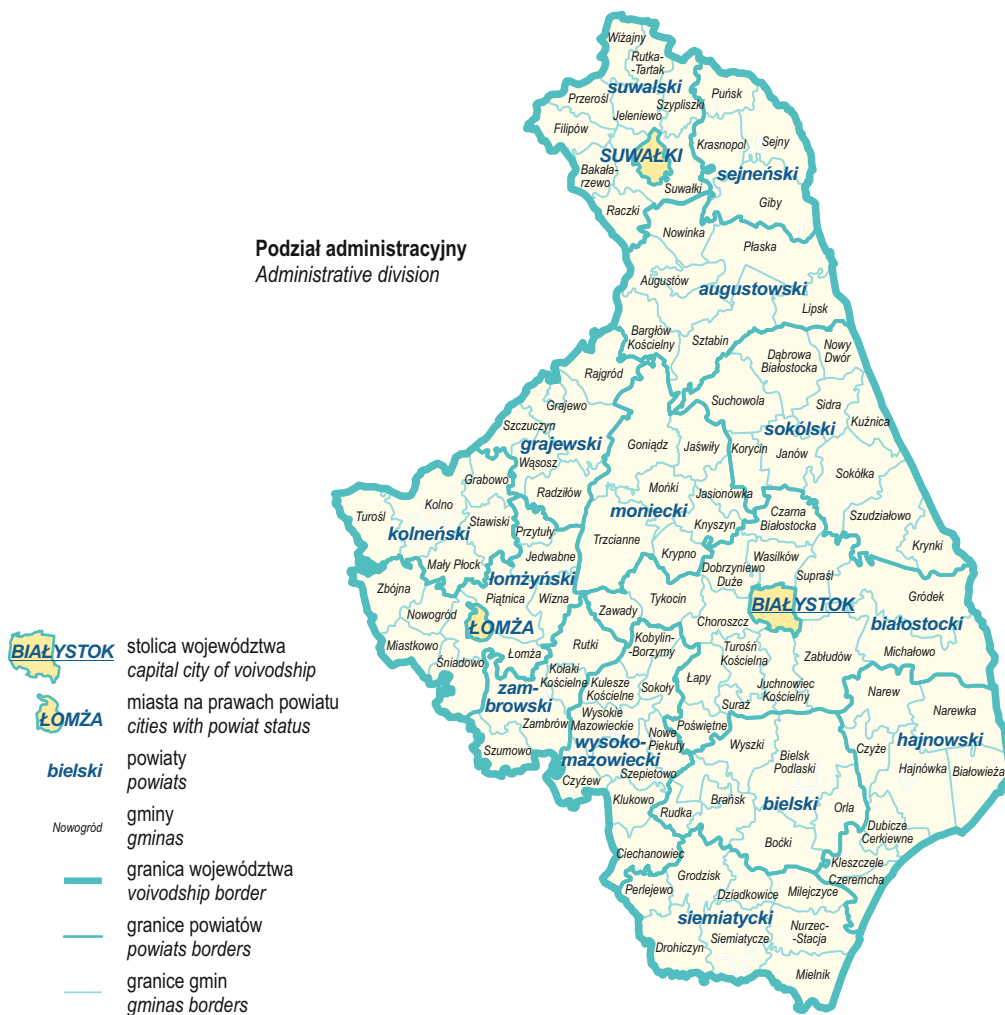 Podział administracyjny
Administrative division
Wiżajny
Rutka-
-Tartak
suwalski
Przerośl
Szypliszki
Puńsk
Jeleniewo
Filipów
Krasnopol
Sejny
SUWAŁKI
Bakała-
rzewo
sejneński
Suwałki
Raczki
Giby
Nowinka
Płaska
Augustów
augustowski
Lipsk
Bargłów
Kościelny
Sztabin
Nowy
Dwór
Dąbrowa
Białostocka
Rajgród
Suchowola
Grajewo
Sidra
Kuźnica
Szczuczyn
sokólski
grajewski
Goniądz
Jaświły
Korycin
Janów
Wąsosz
Sokółka
Grabowo
Radziłów
Mońki
Jasionówka
Kolno
Turośl
Stawiski
moniecki
Czarna
Białostocka
Szudziałowo
kolneński
Przytuły
Knyszyn
Trzcianne
Krynki
Jedwabne
Krypno
Wasilków
Mały Płock
Dobrzyniewo
Duże
Supraśl
łomżyński
Zbójna
Piątnica
Wizna
Tykocin
Gródek
Nowogród
Zawady
BIAŁYSTOK
ŁOMŻA
Choroszcz
białostocki
Miastkowo
Rutki
Kobylin-
-Borzymy
Turośń
Kościelna
Michałowo
Śniadowo
Łomża
Zabłudów
Kołaki
Kościelne
Łapy
Kulesze
Kościelne
Sokoły
Juchnowiec
Kościelny
zam-
browski
Narew
Suraż
Wysokie
Mazowieckie
Narewka
Zambrów
Poświętne
Nowe
Piekuty
wysoko-
mazowiecki
Wyszki
hajnowski
Szumowo
Czyże
Bielsk
Podlaski
Szepietowo
Hajnówka
Białowieża
Czyżew
Klukowo
Brańsk
bielski
Orla
Rudka
Dubicze
Cerkiewne
Boćki
Ciechanowiec
Kleszczele
Czeremcha
Grodzisk
Perlejewo
Dziadkowice
Milejczyce
siemiatycki
Nurzec-
-Stacja
Drohiczyn
Siemiatycze
Mielnik
BIAŁYSTOK
stolica województwa
capital city of voivodship
ŁOMŻA
miasta na prawach powiatu
cities with powiat status
bielski
powiaty
powiats
Nowogród
gminy
gminas
granica województwa
voivodship border
granice powiatów
powiats borders
granice gmin
gminas borders